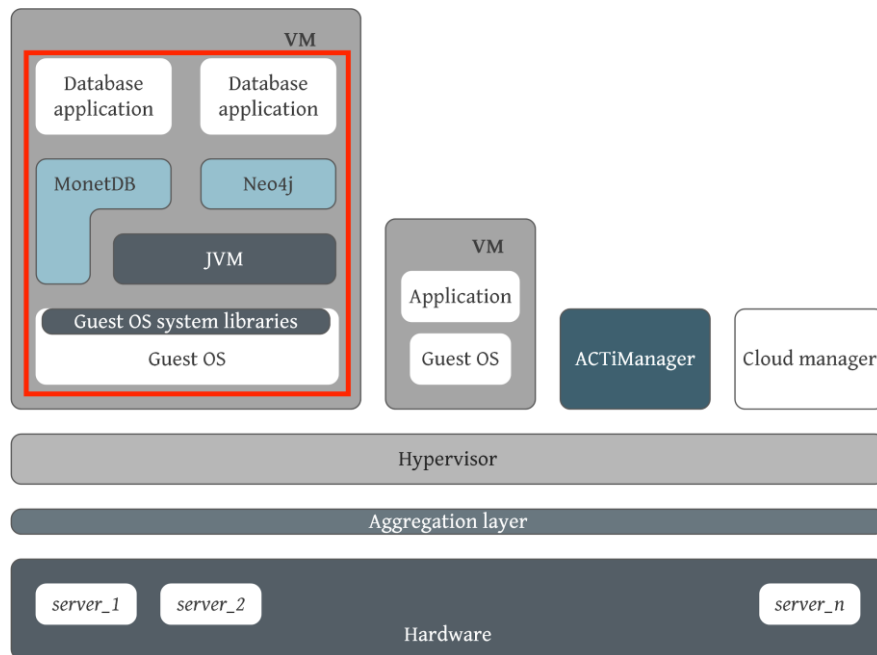 VM
Database
application
Database
application
MonetDB
Neo4j
JVM
Guest OS system libraries
Guest OS
VM
Application
Guest OS
ACTiManager
Cloud manager
Hypervisor
Aggregation layer
server_1
server_2
server_n
Hardware